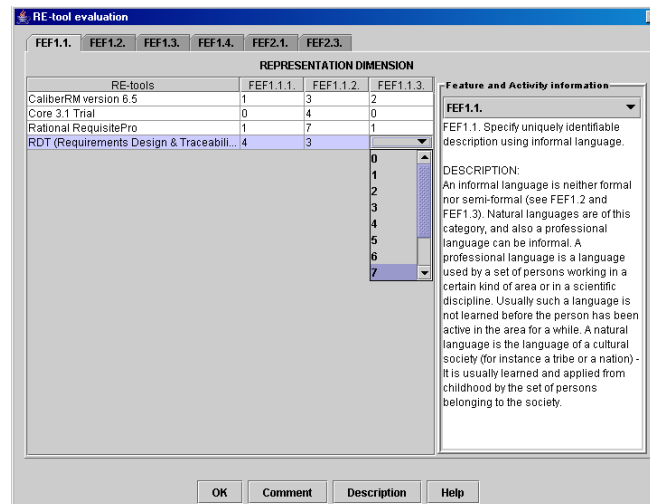 RE-tool evaluation
FEF1.1. FEF1.2. FEF1.3. FEF1.4. FEF2.1. FEF2.3.
REPRESENTATION DIMENSION
RE-tools FEF1.1.1. FEF1.1.2. FEF1.1.3.
CaliberRM version 6.5 1 3 2
Core 3.1 Trial 0 4 0
Rational RequisitePro 1 7 1
RDT (Requirements Design & Traceabili... 4 3
0
1
2
3
4
5
6
7
Feature and Activity information
FEF1.1.
FEF1.1. Specify uniquely identifiable
description using informal language.
DESCRIPTION:
An informal language is neither formal
nor semi-formal (see FEF1.2 and
FEF1.3). Natural languages are of this
category, and also a professional
language can be informal. A
professional language is a language
used by a set of persons working in a
certain kind of area or in a scientific
discipline. Usually such a language is
not learned before the person has been
active in the area for a while. A natural
language is the language of a cultural
society (for instance a tribe or a nation) -
It is usually learned and applied from
childhood by the set of persons
belonging to the society.
OK Comment Description Help